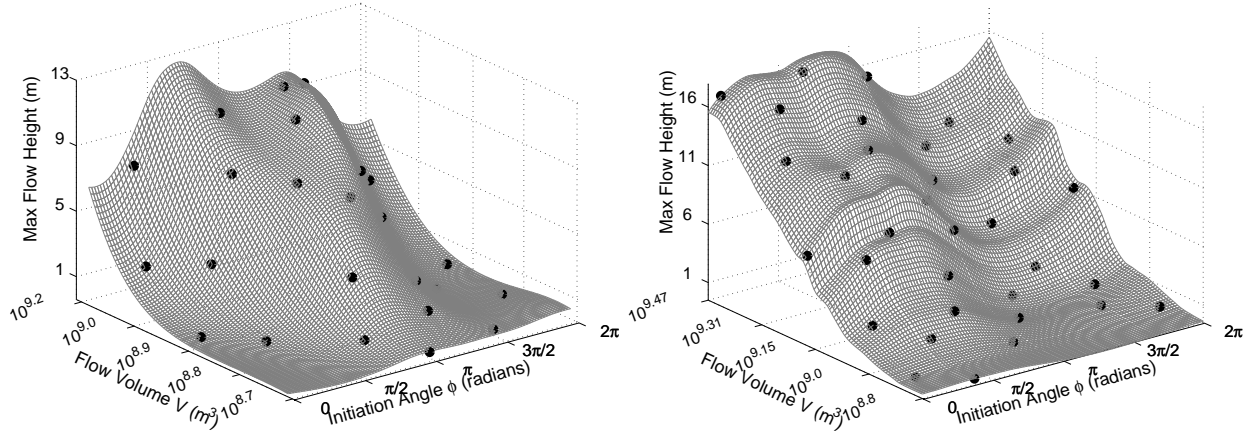 13
9
5
1
Max Flow Height (m)
10^9.2
10^9.0
10^8.9
10^8.8
10^8.7
Flow Volume V (m^3)
0
π/2
π
3π/2
2π
Initiation Angle ϕ (radians)
16
11
6
1
Max Flow Height (m)
10^9.47
10^9.31
10^9.15
10^9.0
10^8.8
Flow Volume V (m^3)
0
π/2
π
3π/2
2π
Initiation Angle ϕ (radians)